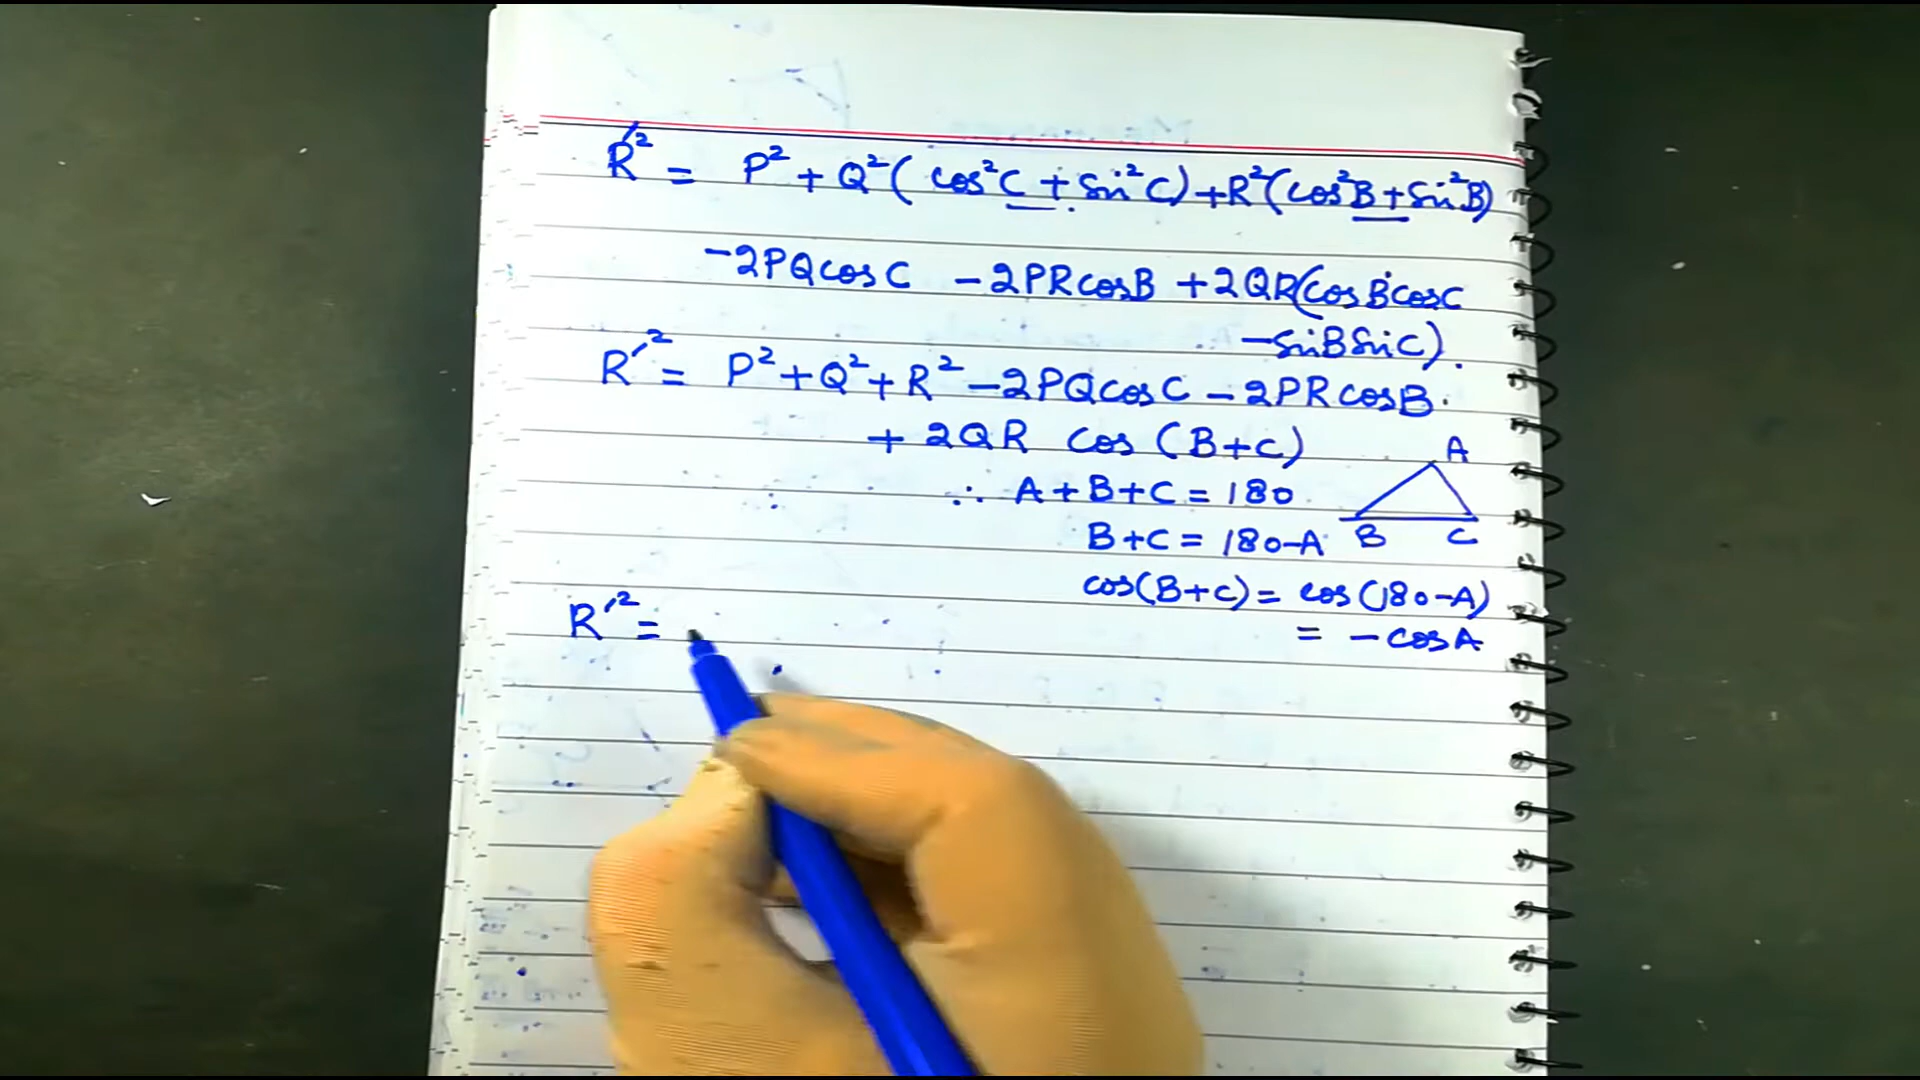 R'² = P² + Q² (cos²C + sin²C) + R² (cos²B + sin²B)
-2PQcosC - 2PRcosB + 2QR(cosBcosC
-sinBsinC).
R'² = P² + Q² + R² - 2PQcosC - 2PRcosB.
+ 2QR cos (B+C)
A
∴ A+B+C = 180
B+C = 180-A
B C
cos(B+C) = cos(180-A)
R'² =
= -cosA